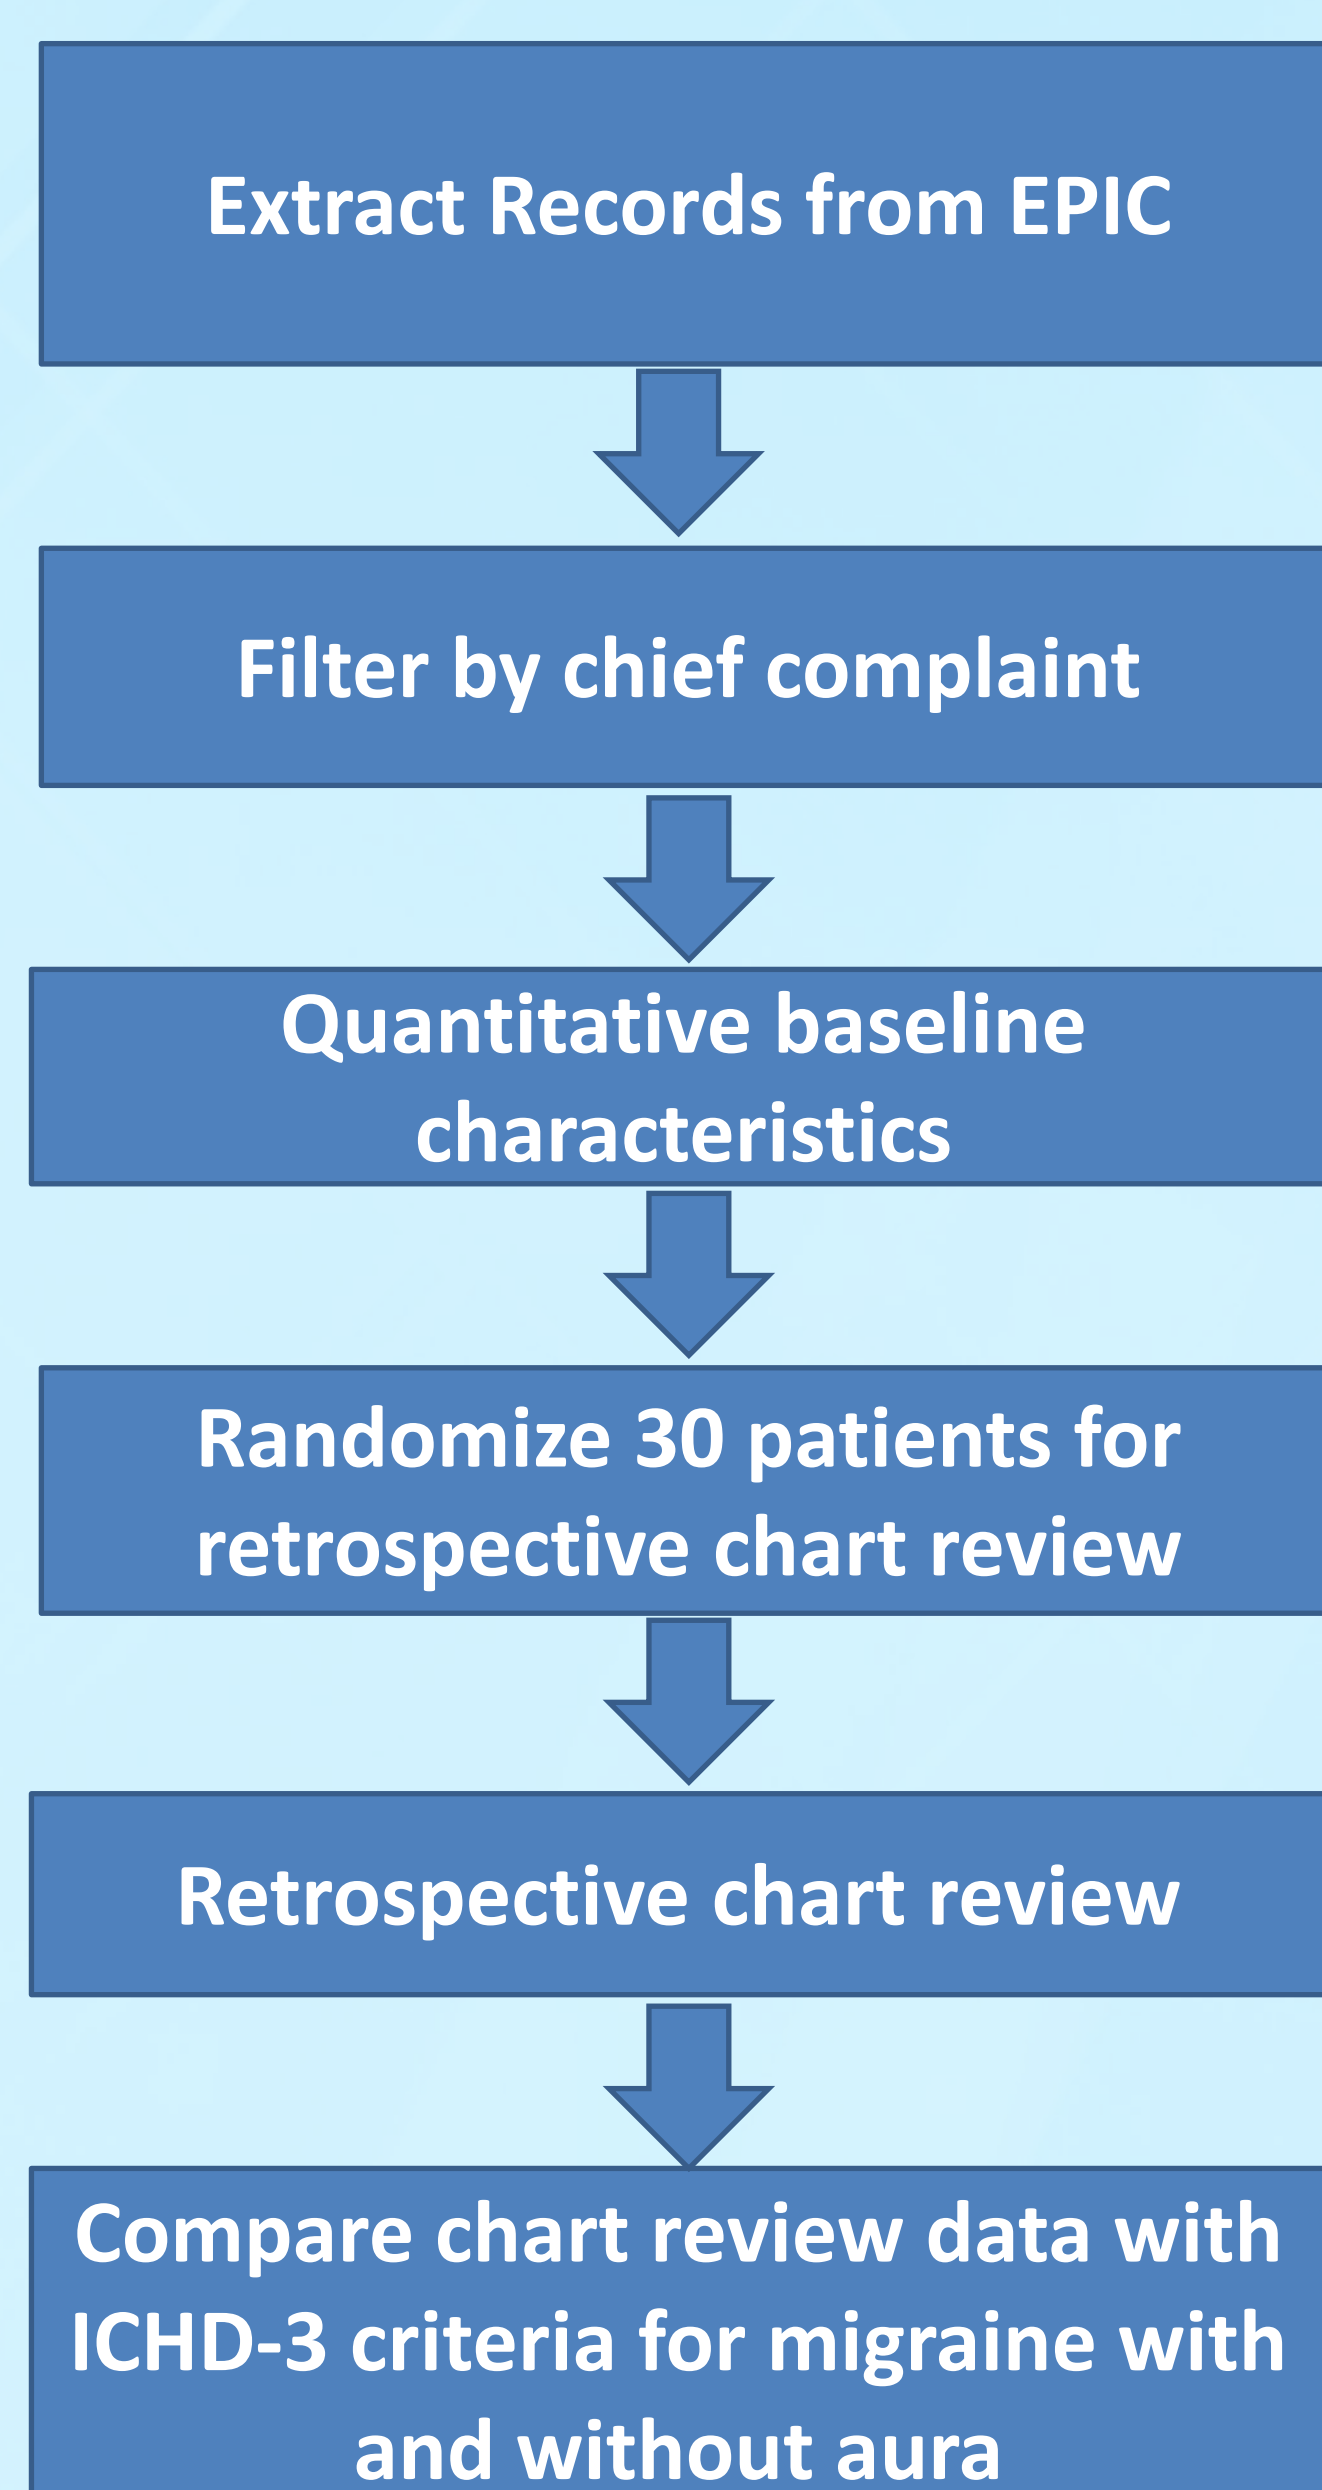 Extract Records from EPIC
Filter by chief complaint
Quantitative baseline
characteristics
Randomize 30 patients for
retrospective chart review
Retrospective chart review
Compare chart review data with
ICHD-3 criteria for migraine with
and without aura